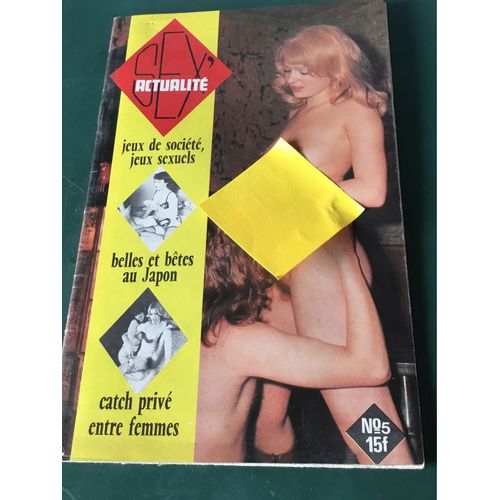 SEX'
ACTUALITÉ
jeux de société,
jeux sexuels
belles et bêtes
au Japon
catch privé
entre femmes
Nº5
15f